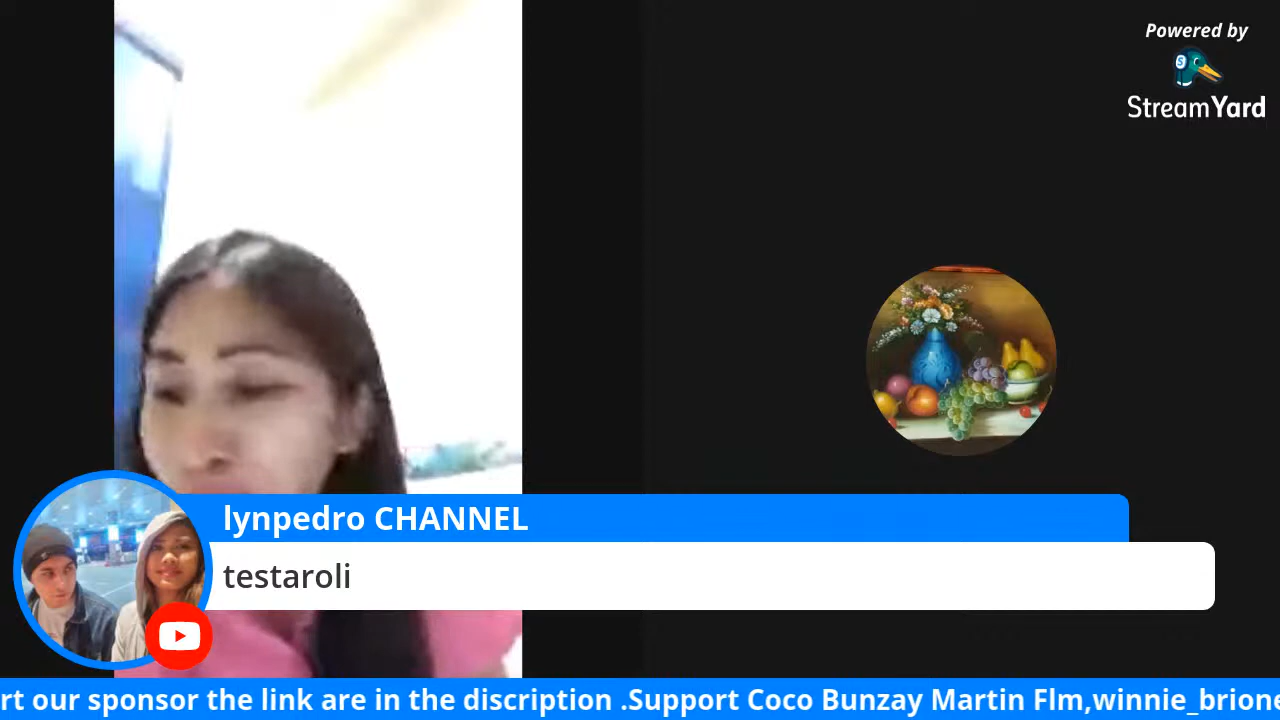 Powered by
StreamYard
lynpedro CHANNEL
testaroli
rt our sponsor the link are in the discription .Support Coco Bunzay Martin Flm,winnie_brione